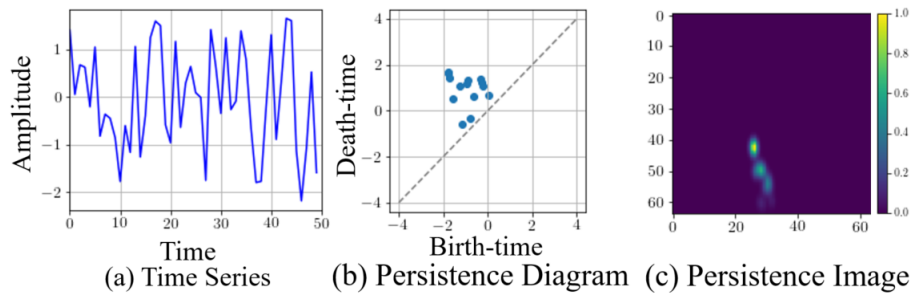 Amplitude
1
0
−1
−2
0 10 20 30 40 50
Time
(a) Time Series
Death-time
4
2
0
−2
−4
−4 −2 0 2 4
Birth-time
(b) Persistence Diagram
0
10
20
30
40
50
60
0 20 40 60
1.0
0.8
0.6
0.4
0.2
0.0
(c) Persistence Image